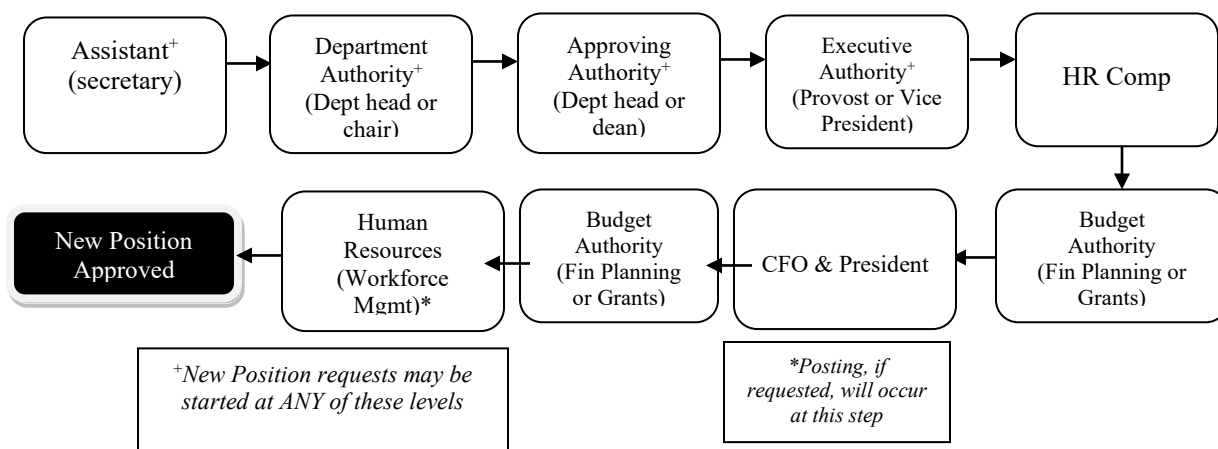 Assistant+
(secretary)
Department
Authority+
(Dept head or
chair)
Approving
Authority+
(Dept head or
dean)
Executive
Authority+
(Provost or Vice
President)
HR Comp
New Position
Approved
Human
Resources
(Workforce
Mgmt)*
Budget
Authority
(Fin Planning
or Grants)
CFO & President
Budget
Authority
(Fin Planning or
Grants)
+New Position requests may be
started at ANY of these levels
*Posting, if
requested, will occur
at this step